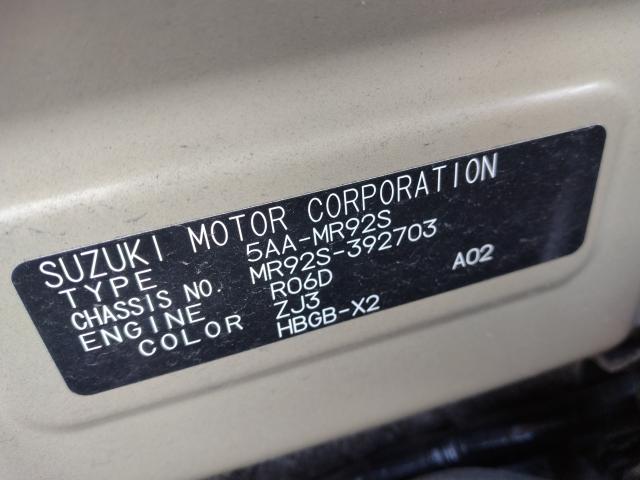 SUZUKI MOTOR CORPORATION
TYPE 5AA-MR92S
CHASSIS NO. MR92S-392703
ENGINE R06D A02
COLOR ZJ3
HBGB-X2